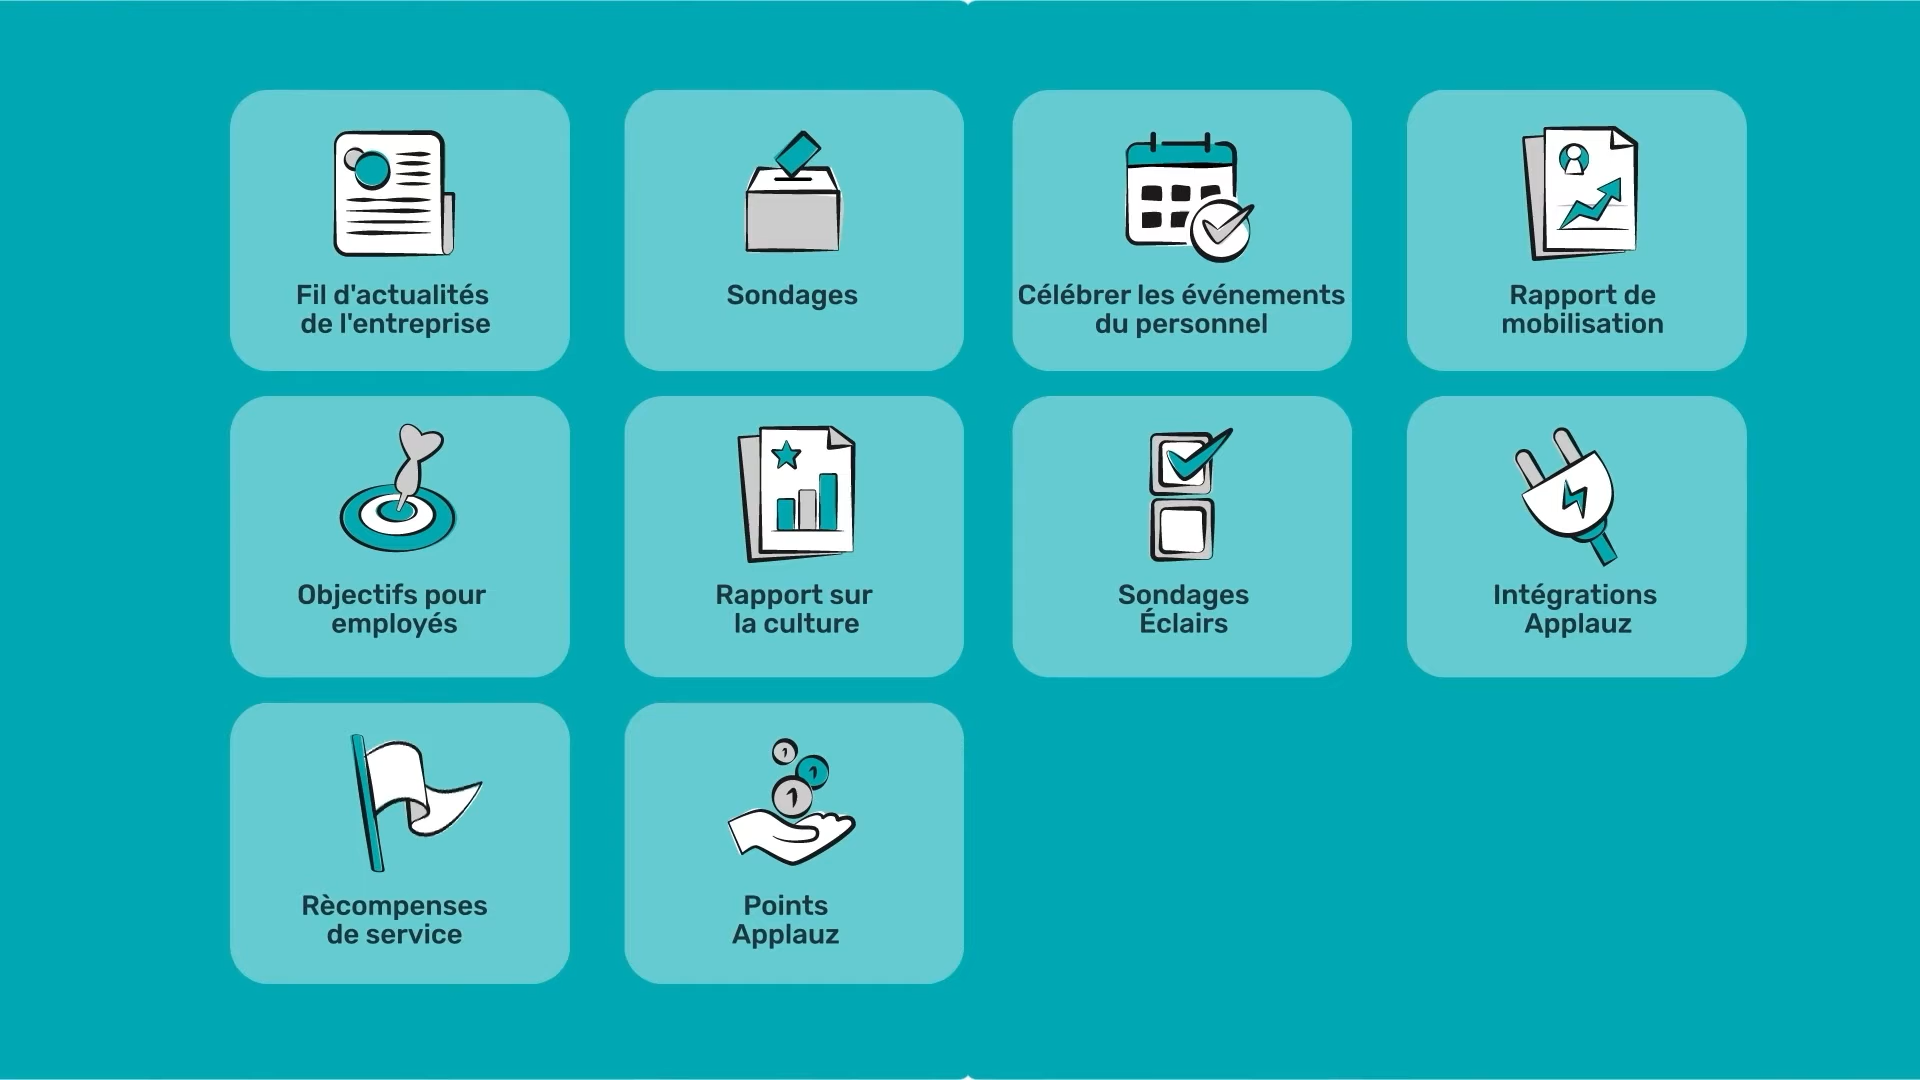 Fil d'actualités
de l'entreprise
Sondages
Célébrer les événements
du personnel
Rapport de
mobilisation
Objectifs pour
employés
Rapport sur
la culture
Sondages
Éclairs
Intégrations
Applauz
Rècompenses
de service
Points
Applauz